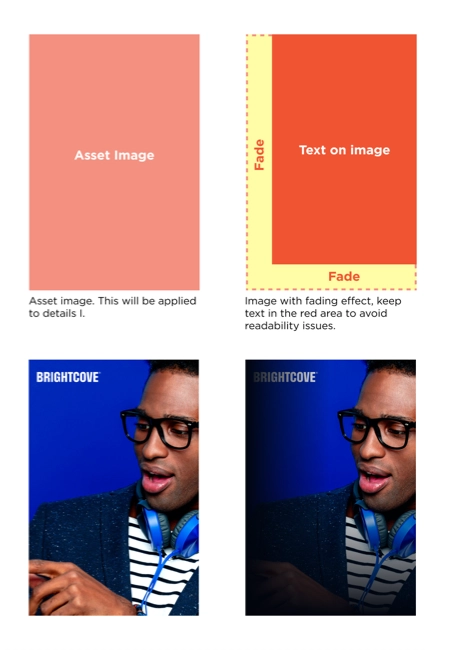 Asset Image
Fade
Text on image
Fade
Asset image. This will be applied
to details I.
Image with fading effect, keep
text in the red area to avoid
readability issues.
BRIGHTCOVE
BRIGHTCOVE